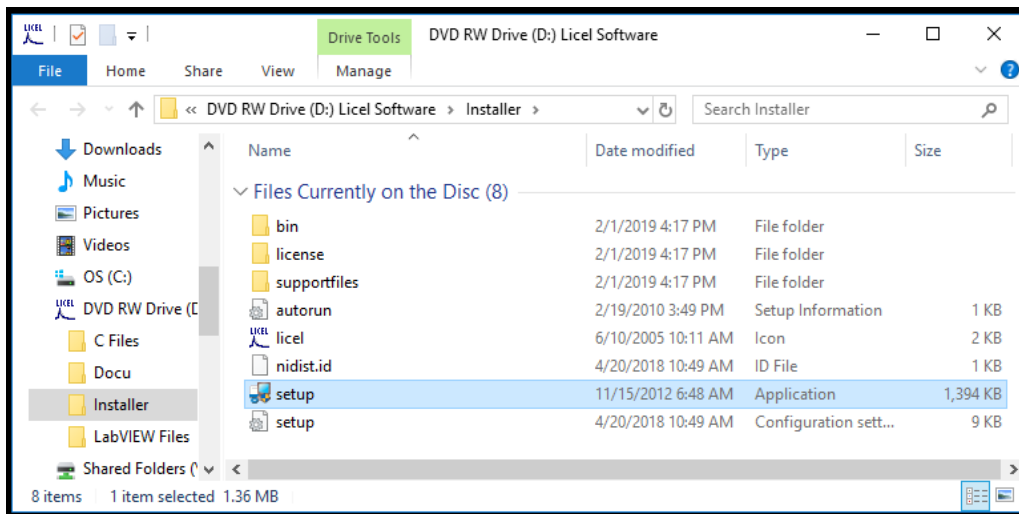 LICEL Drive Tools DVD RW Drive (D:) Licel Software
File Home Share View Manage ?
« DVD RW Drive (D:) Licel Software > Installer > Search Installer
Downloads Name Date modified Type Size
Music
Files Currently on the Disc (8)
Pictures
bin 2/1/2019 4:17 PM File folder
Videos
license 2/1/2019 4:17 PM File folder
OS (C:)
supportfiles 2/1/2019 4:17 PM File folder
LICEL DVD RW Drive (D
autorun 2/19/2010 3:49 PM Setup Information 1 KB
C Files
LICEL licel 6/10/2005 10:11 AM Icon 2 KB
Docu
nidist.id 4/20/2018 10:49 AM ID File 1 KB
Installer
setup 11/15/2012 6:48 AM Application 1,394 KB
LabVIEW Files
setup 4/20/2018 10:49 AM Configuration sett... 9 KB
Shared Folders (
8 items 1 item selected 1.36 MB